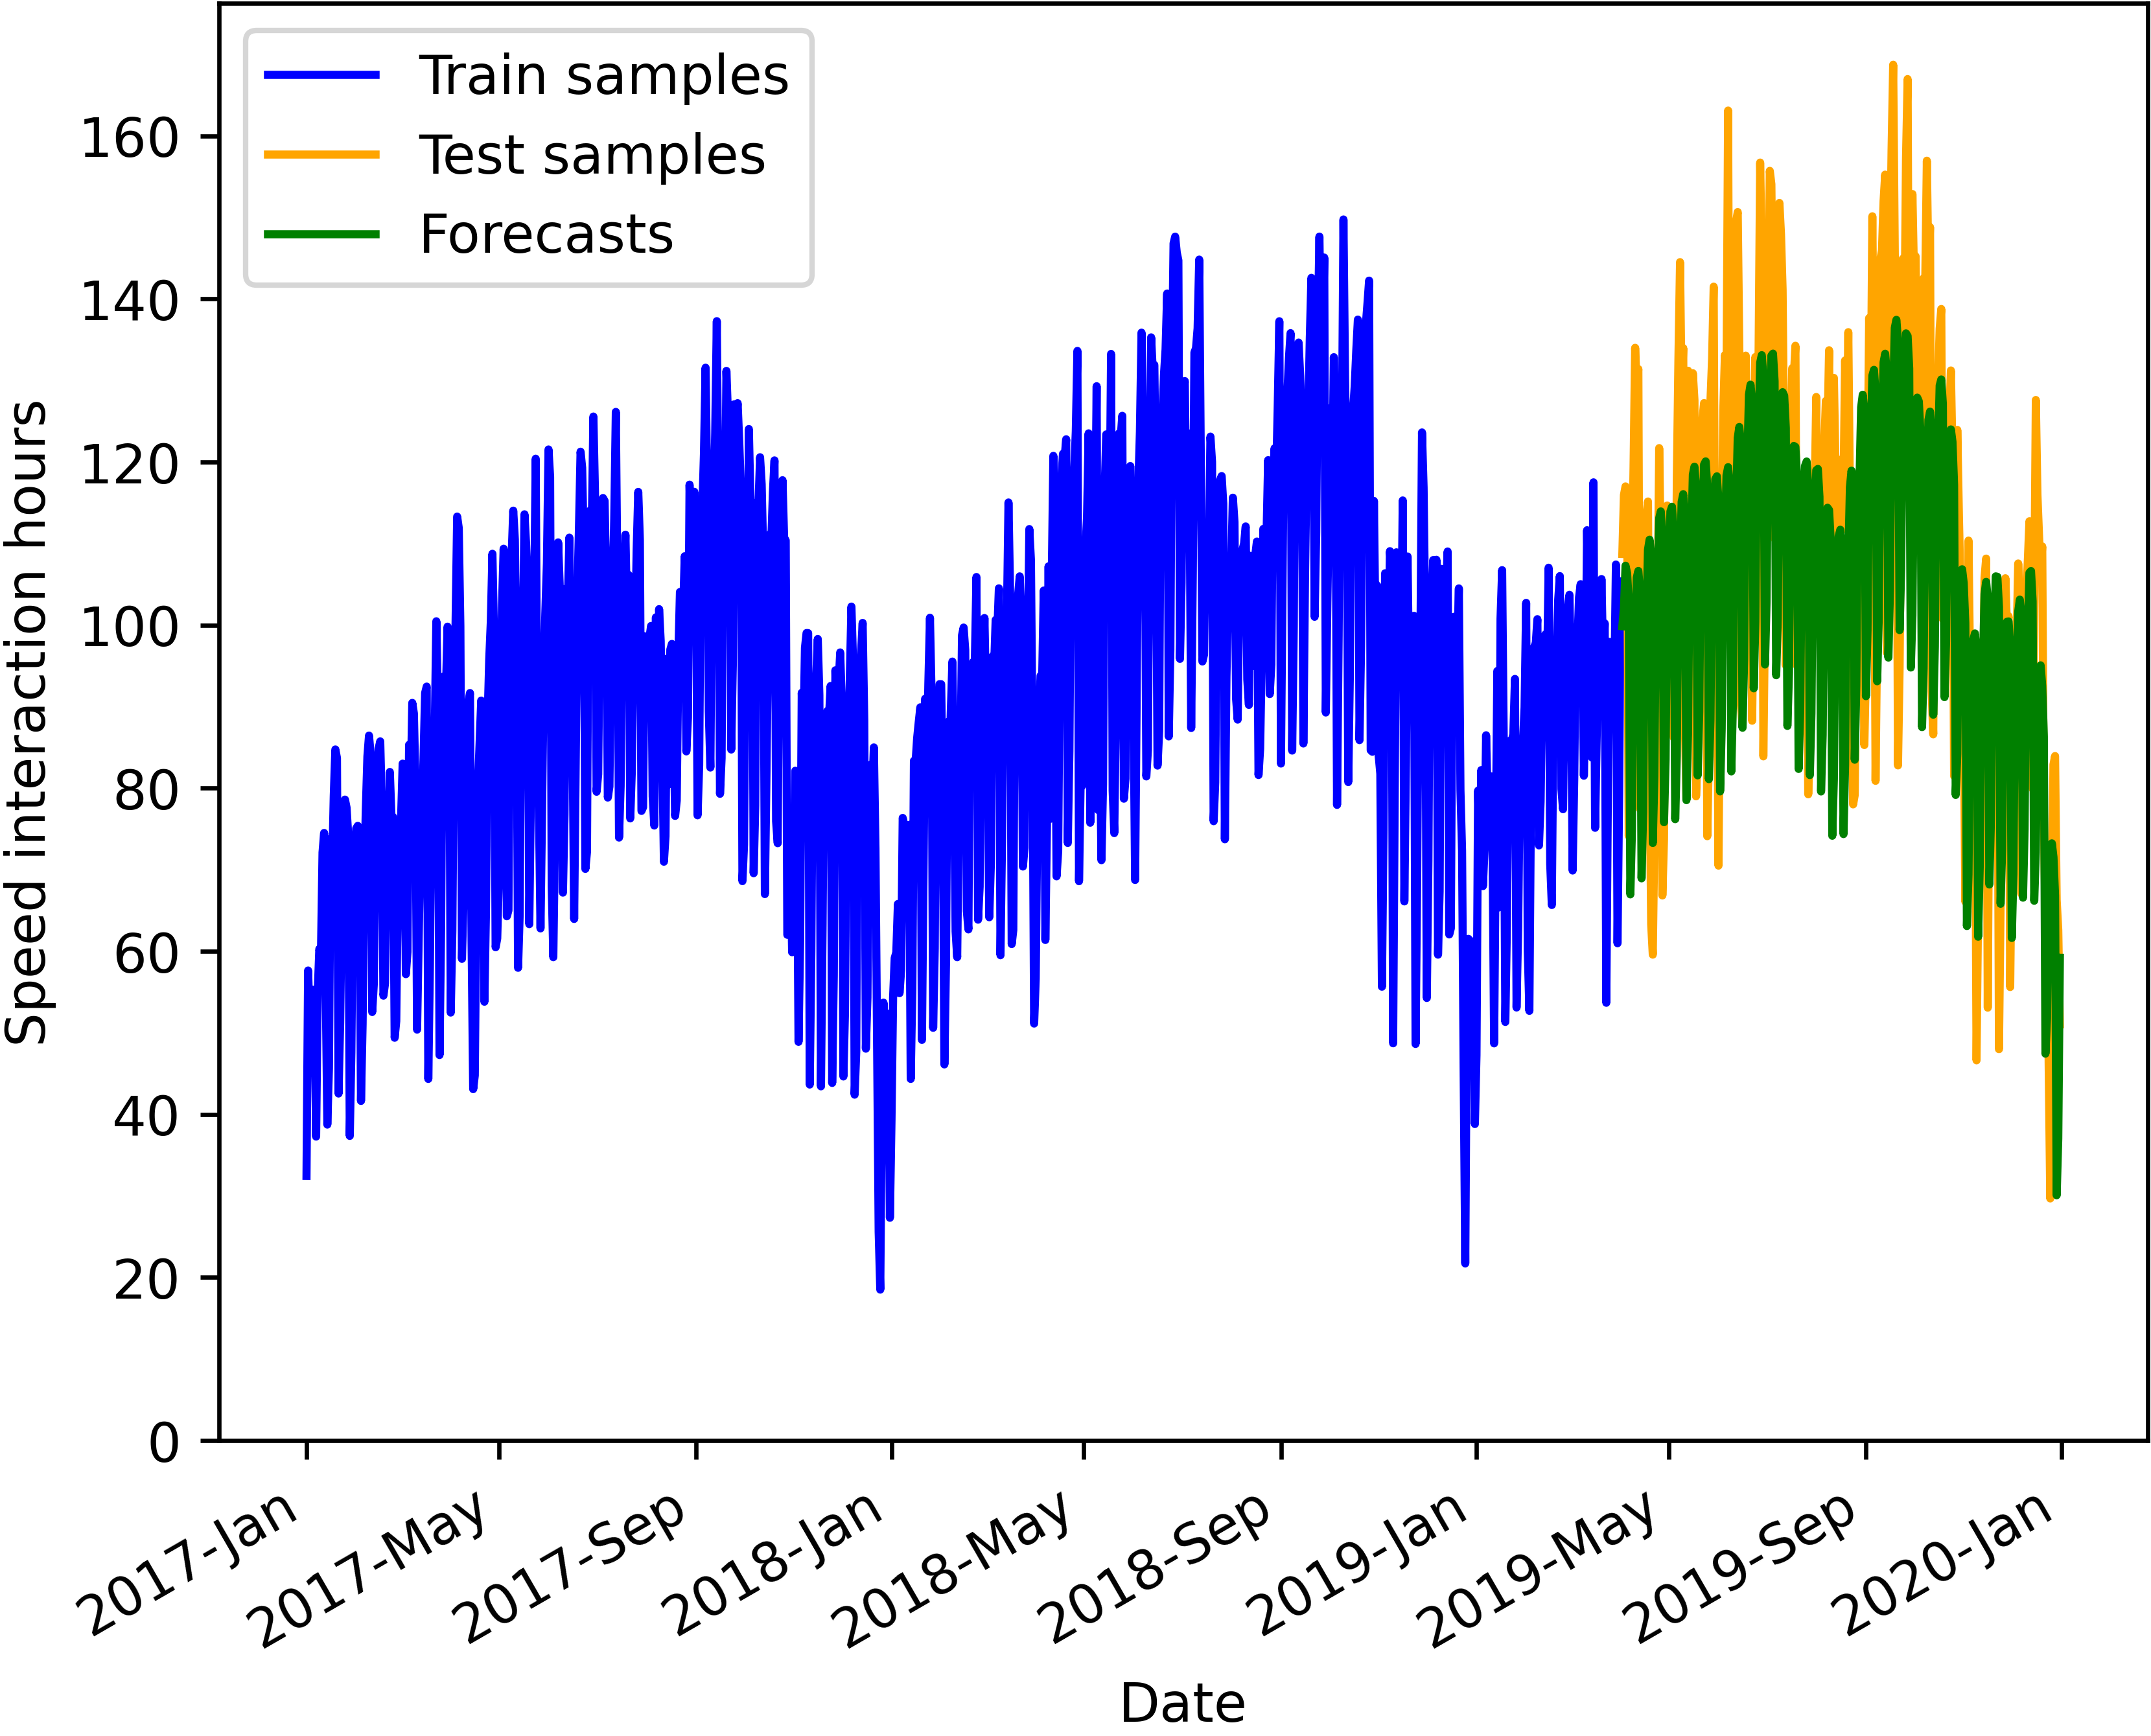 Train samples
Test samples
Forecasts
160
140
120
100
80
60
40
20
0
Speed interaction hours
2017-Jan
2017-May
2017-Sep
2018-Jan
2018-May
2018-Sep
2019-Jan
2019-May
2019-Sep
2020-Jan
Date